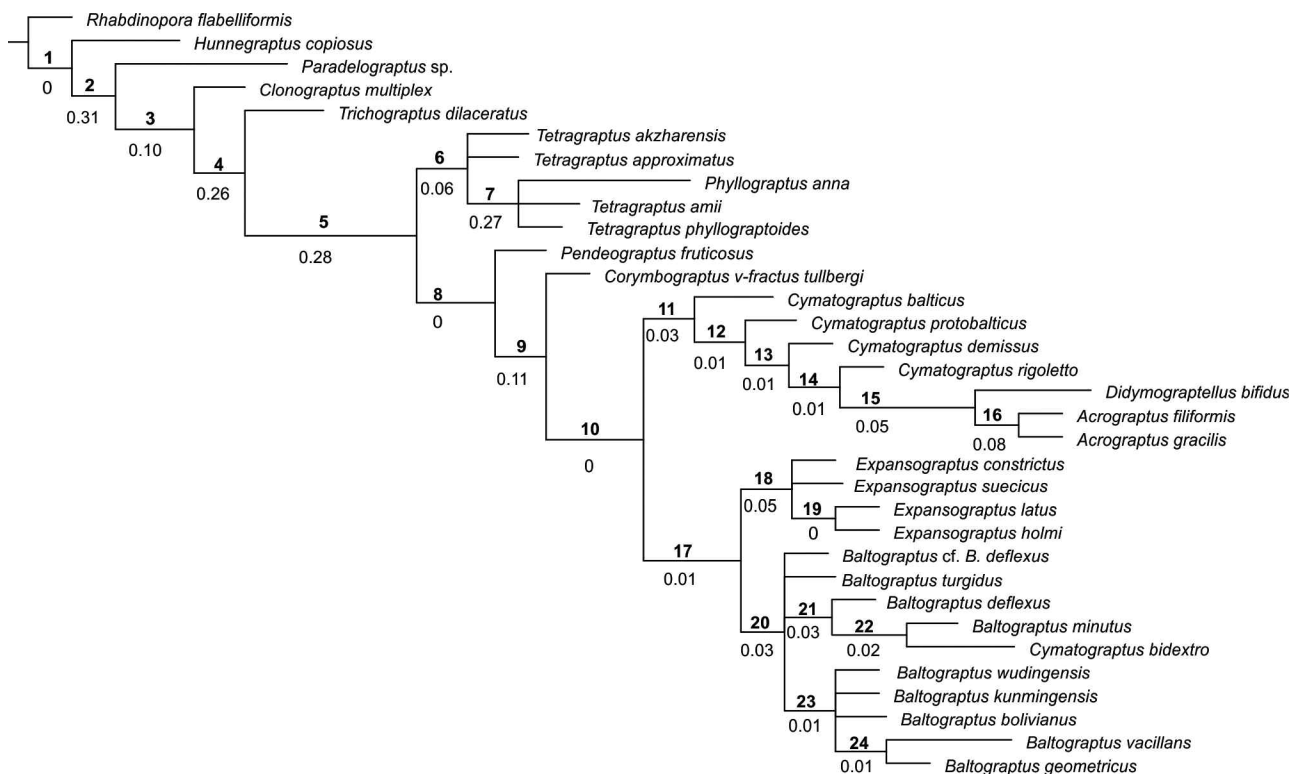 Rhabdinopora flabelliformis
Hunnegraptus copiosus
1
Paradelograptus sp.
0
2
Clonograptus multiplex
0.31
3
Trichograptus dilaceratus
0.10
Tetragraptus akzharensis
6
Tetragraptus approximatus
4
0.06
Phyllograptus anna
0.26
7
Tetragraptus amii
5
0.27
Tetragraptus phyllograptoides
0.28
Pendeograptus fruticosus
Corymbograptus v-fractus tullbergi
8
Cymatograptus balticus
11
0
Cymatograptus protobalticus
0.03
12
9
Cymatograptus demissus
0.01
13
Cymatograptus rigoletto
0.11
0.01
14
Didymograptellus bifidus
15
0.01
Acrograptus filiformis
16
0.05
10
Acrograptus gracilis
0.08
0
Expansograptus constrictus
18
Expansograptus suecicus
0.05
19
Expansograptus latus
0
Expansograptus holmi
17
Baltograptus cf. B. deflexus
0.01
Baltograptus turgidus
21
Baltograptus deflexus
20
0.03
22
Baltograptus minutus
0.03
0.02
Cymatograptus bidextro
Baltograptus wudingensis
23
Baltograptus kunmingensis
0.01
Baltograptus bolivianus
24
Baltograptus vacillans
0.01
Baltograptus geometricus